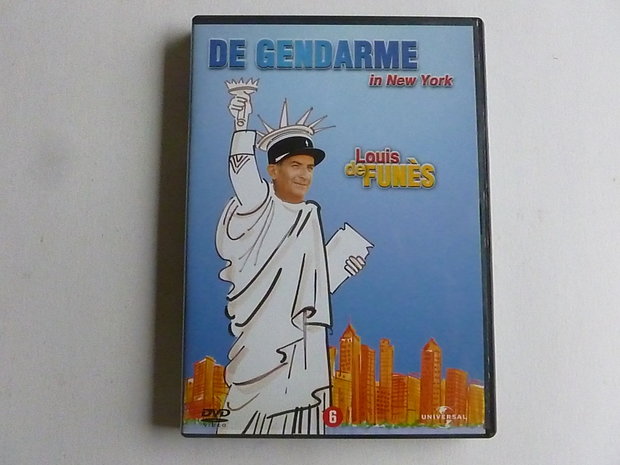 DE GENDARME
in New York
Louis
de FUNÈS
DVD
VIDEO
6
UNIVERSAL